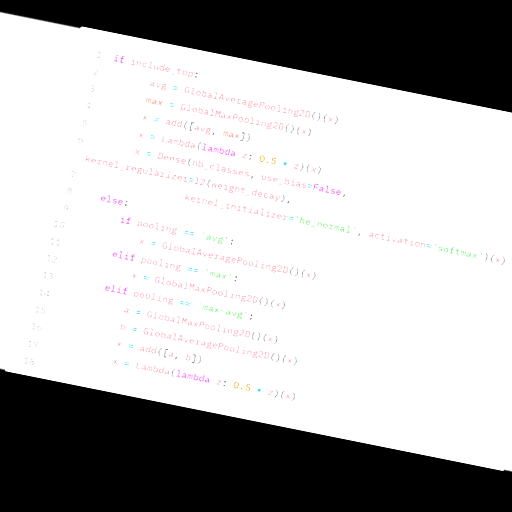 1 if include_top:
2 avg = GlobalAveragePooling2D()(x)
3 max = GlobalMaxPooling2D()(x)
4 x = add([avg, max])
5 x = Lambda(lambda z: 0.5 * z)(x)
6 x = Dense(nb_classes, use_bias=False,
kernel_regularizer=l2(weight_decay),
7 kernel_initializer='he_normal', activation='softmax')(x)
8 else:
9 if pooling == 'avg':
10 x = GlobalAveragePooling2D()(x)
11 elif pooling == 'max':
12 x = GlobalMaxPooling2D()(x)
13 elif pooling == 'max-avg':
14 a = GlobalMaxPooling2D()(x)
15 b = GlobalAveragePooling2D()(x)
16 x = add([a, b])
17 x = Lambda(lambda z: 0.5 * z)(x)
18